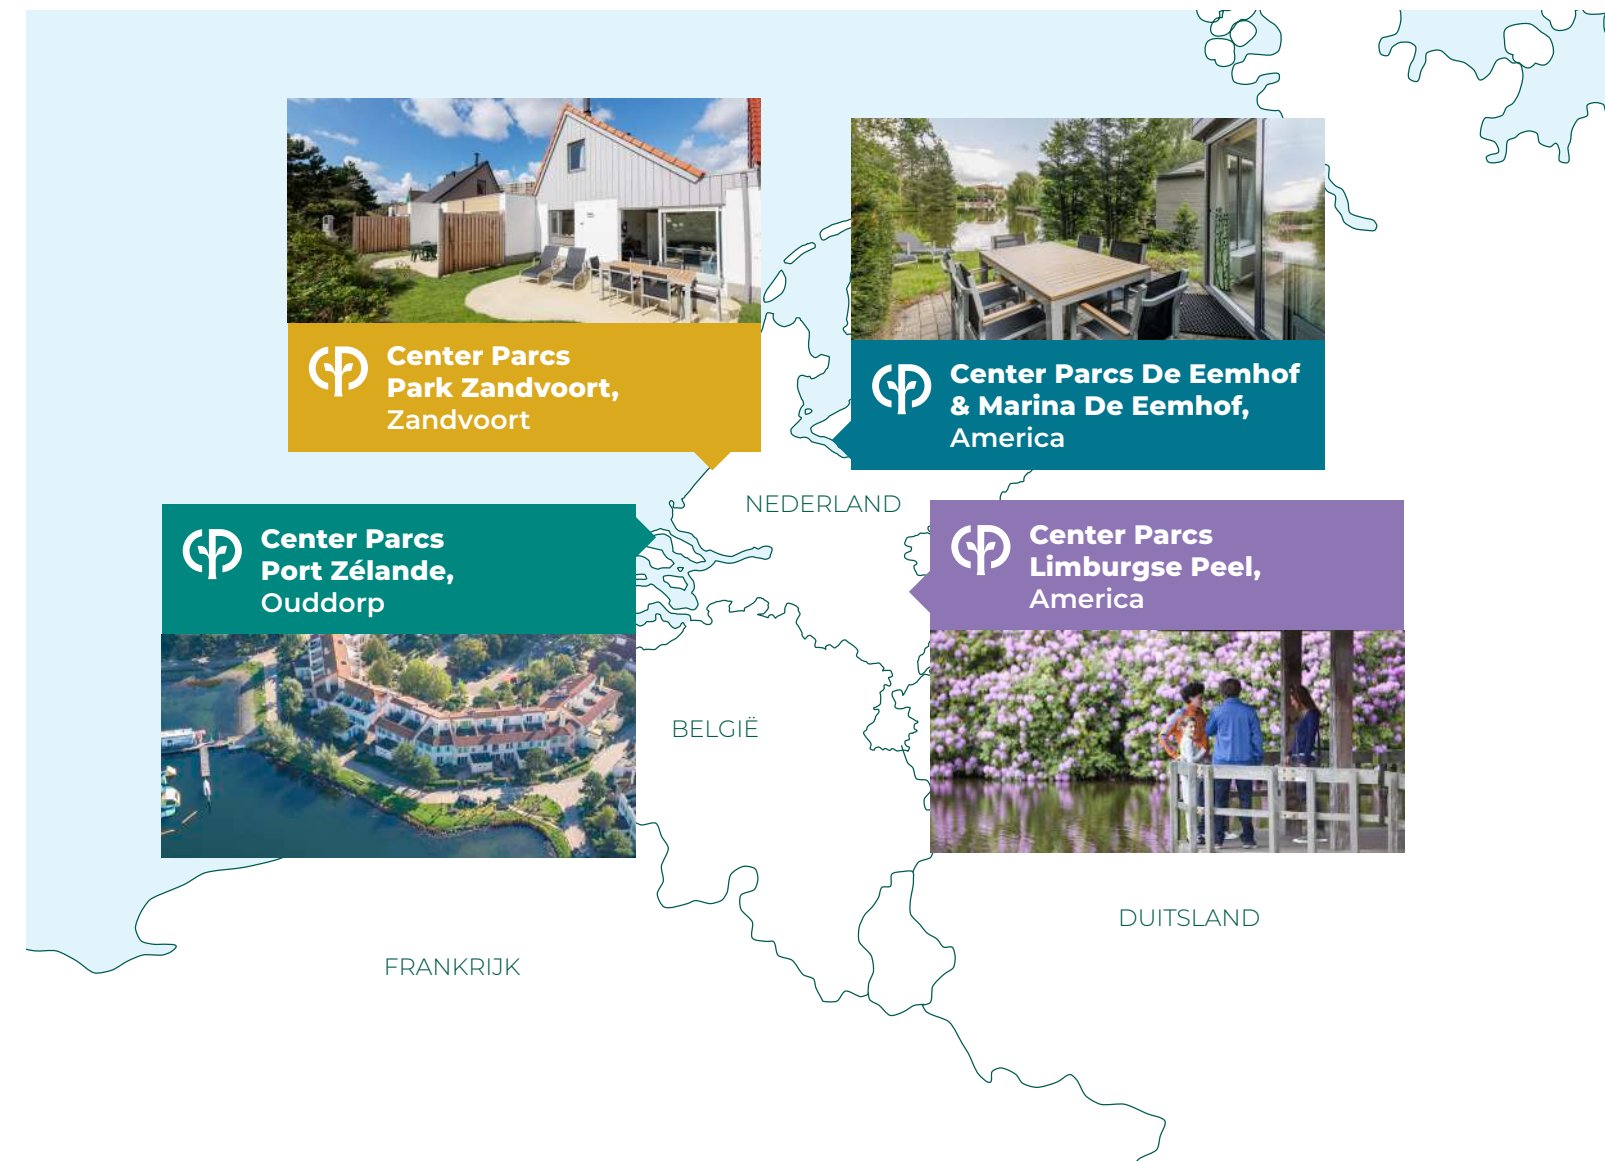 Center Parcs
Park Zandvoort,
Zandvoort
Center Parcs De Eemhof
& Marina De Eemhof,
America
NEDERLAND
Center Parcs
Port Zélande,
Ouddorp
Center Parcs
Limburgse Peel,
America
BELGIË
DUITSLAND
FRANKRIJK